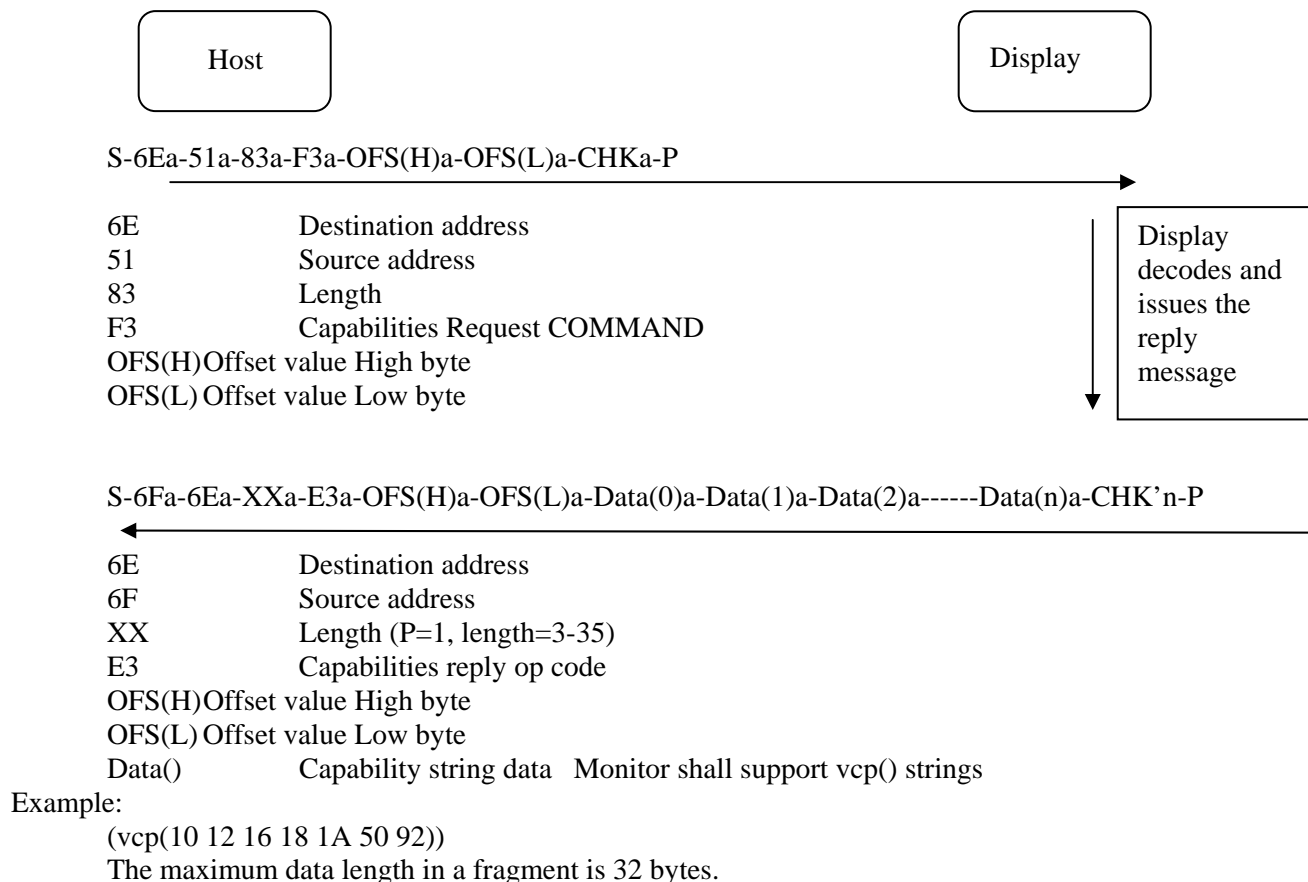 Host
Display
S-6Ea-51a-83a-F3a-OFS(H)a-OFS(L)a-CHKa-P
6E Destination address
51 Source address
83 Length
F3 Capabilities Request COMMAND
OFS(H)Offset value High byte
OFS(L) Offset value Low byte
Display
decodes and
issues the
reply
message
S-6Fa-6Ea-XXa-E3a-OFS(H)a-OFS(L)a-Data(0)a-Data(1)a-Data(2)a------Data(n)a-CHK’n-P
6E Destination address
6F Source address
XX Length (P=1, length=3-35)
E3 Capabilities reply op code
OFS(H)Offset value High byte
OFS(L) Offset value Low byte
Data() Capability string data Monitor shall support vcp() strings
Example:
(vcp(10 12 16 18 1A 50 92))
The maximum data length in a fragment is 32 bytes.